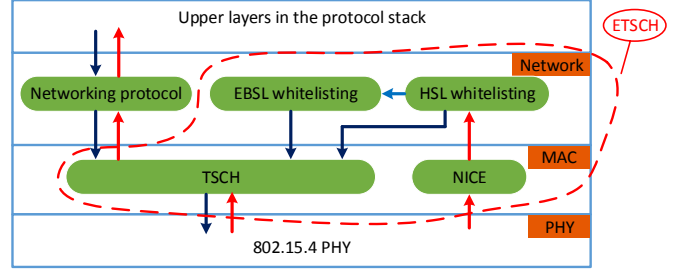 Upper layers in the protocol stack
ETSCH
Network
Networking protocol
EBSL whitelisting
HSL whitelisting
MAC
TSCH
NICE
PHY
802.15.4 PHY